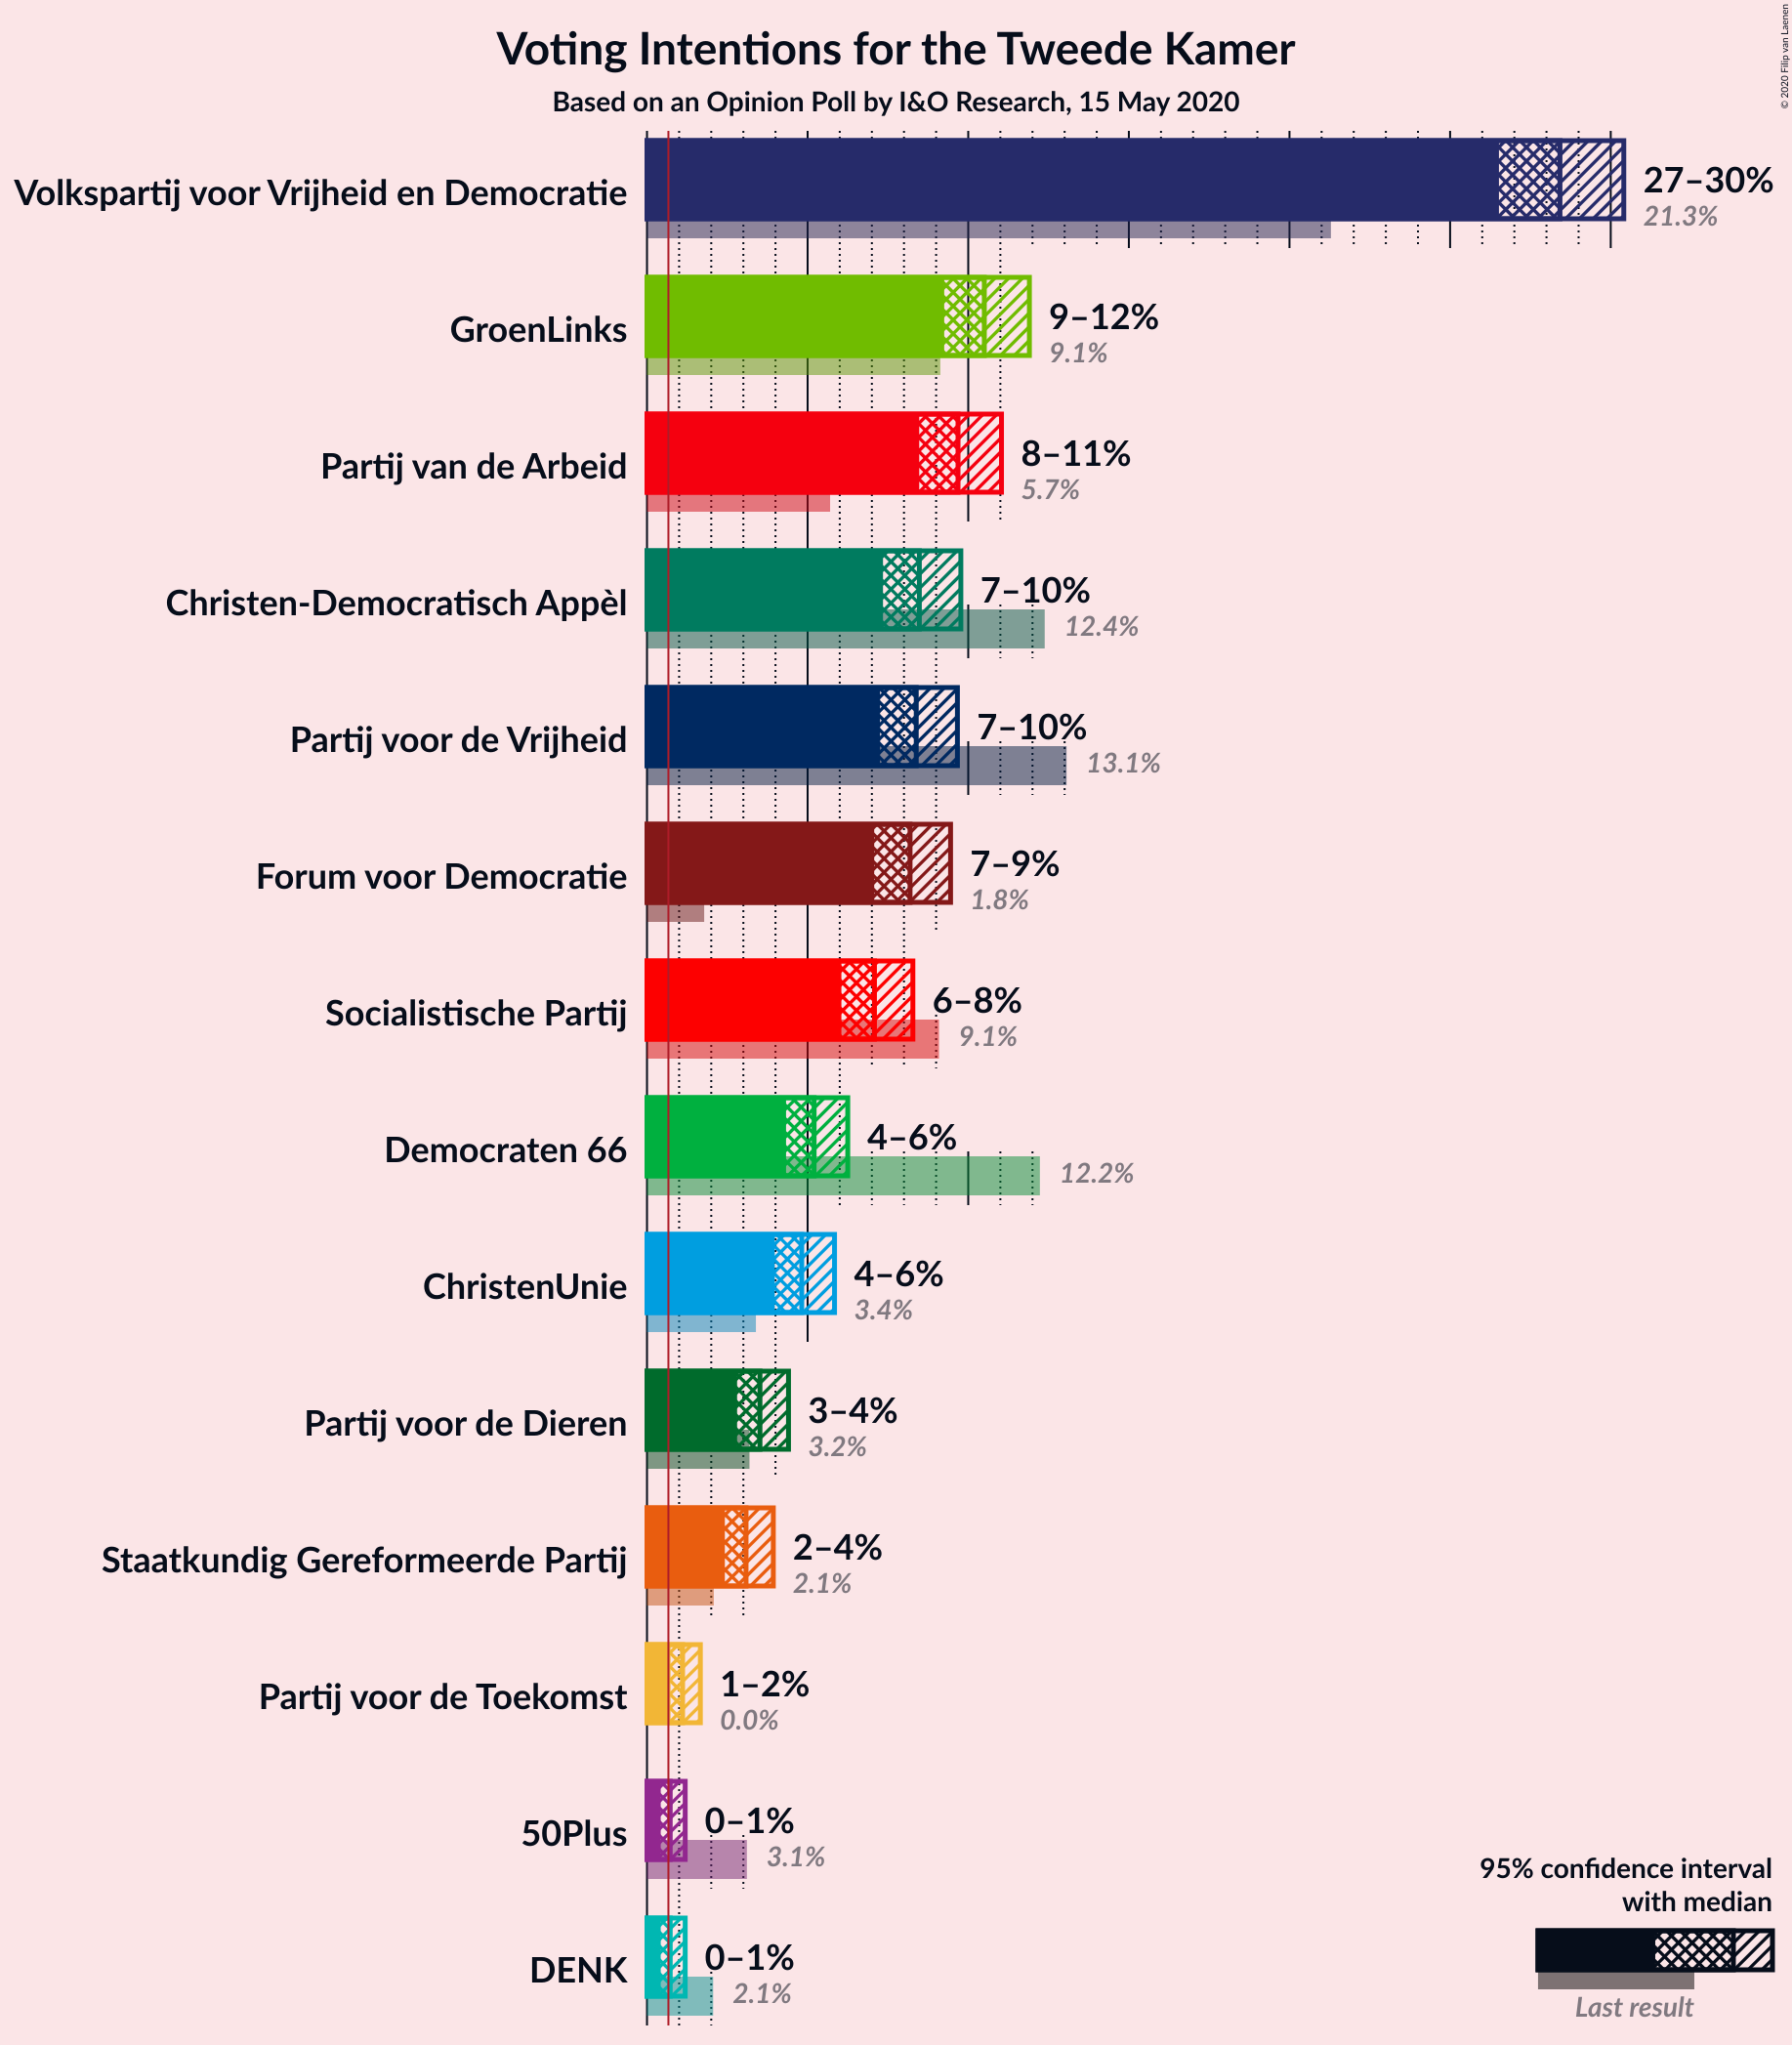 Voting Intentions for the Tweede Kamer
Based on an Opinion Poll by I&O Research, 15 May 2020
© 2020 Filip van Laenen
Volkspartij voor Vrijheid en Democratie
27–30%
21.3%
GroenLinks
9–12%
9.1%
Partij van de Arbeid
8–11%
5.7%
Christen-Democratisch Appèl
7–10%
12.4%
Partij voor de Vrijheid
7–10%
13.1%
Forum voor Democratie
7–9%
1.8%
Socialistische Partij
6–8%
9.1%
Democraten 66
4–6%
12.2%
ChristenUnie
4–6%
3.4%
Partij voor de Dieren
3–4%
3.2%
Staatkundig Gereformeerde Partij
2–4%
2.1%
Partij voor de Toekomst
1–2%
0.0%
50Plus
0–1%
3.1%
DENK
0–1%
2.1%
95% confidence interval
with median
Last result